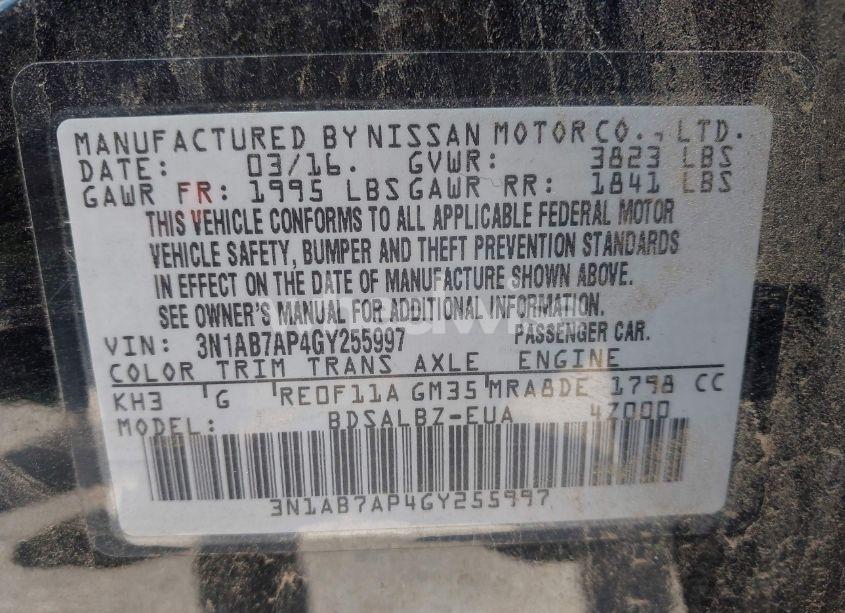 MANUFACTURED BY NISSAN MOTOR CO., LTD.
DATE: 03/16. GVWR: 3823 LBS
GAWR FR: 1995 LBS GAWR RR: 1841 LBS
THIS VEHICLE CONFORMS TO ALL APPLICABLE FEDERAL MOTOR
VEHICLE SAFETY, BUMPER AND THEFT PREVENTION STANDARDS
IN EFFECT ON THE DATE OF MANUFACTURE SHOWN ABOVE.
SEE OWNER'S MANUAL FOR ADDITIONAL INFORMATION.
VIN: 3N1AB7AP4GY255997 PASSENGER CAR.
COLOR TRIM TRANS AXLE ENGINE
KH3 G RE0F11A GM35 MRA8DE 1798 CC
MODEL: BDSALBZ-EUA 47000
3N1AB7AP4GY255997